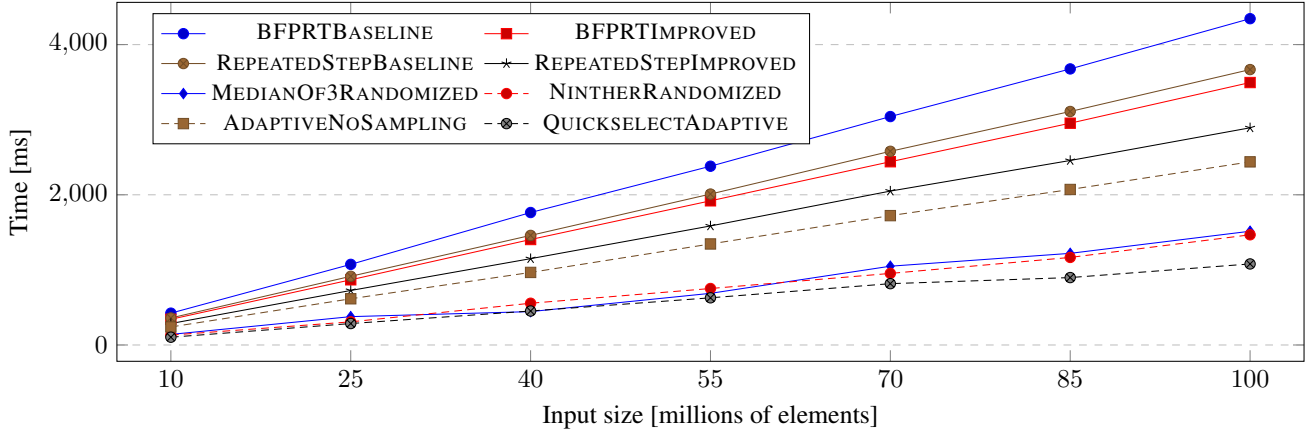 BFPRTBASELINE BFPRTIMPROVED
REPEATEDSTEPBASELINE REPEATEDSTEPIMPROVED
MEDIANOF3RANDOMIZED NINTHERRANDOMIZED
ADAPTIVENOSAMPLING QUICKSELECTADAPTIVE
4,000
2,000
0
Time [ms]
10 25 40 55 70 85 100
Input size [millions of elements]